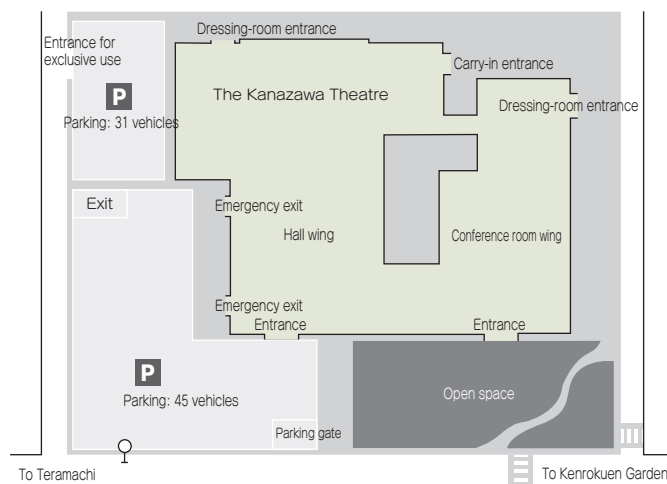 Dressing-room entrance
Entrance for
exclusive use
Carry-in entrance
P
The Kanazawa Theatre
Dressing-room entrance
Parking: 31 vehicles
Exit
Emergency exit
Hall wing
Conference room wing
Emergency exit
Entrance
Entrance
P
Parking: 45 vehicles
Open space
Parking gate
To Teramachi
To Kenrokuen Garden